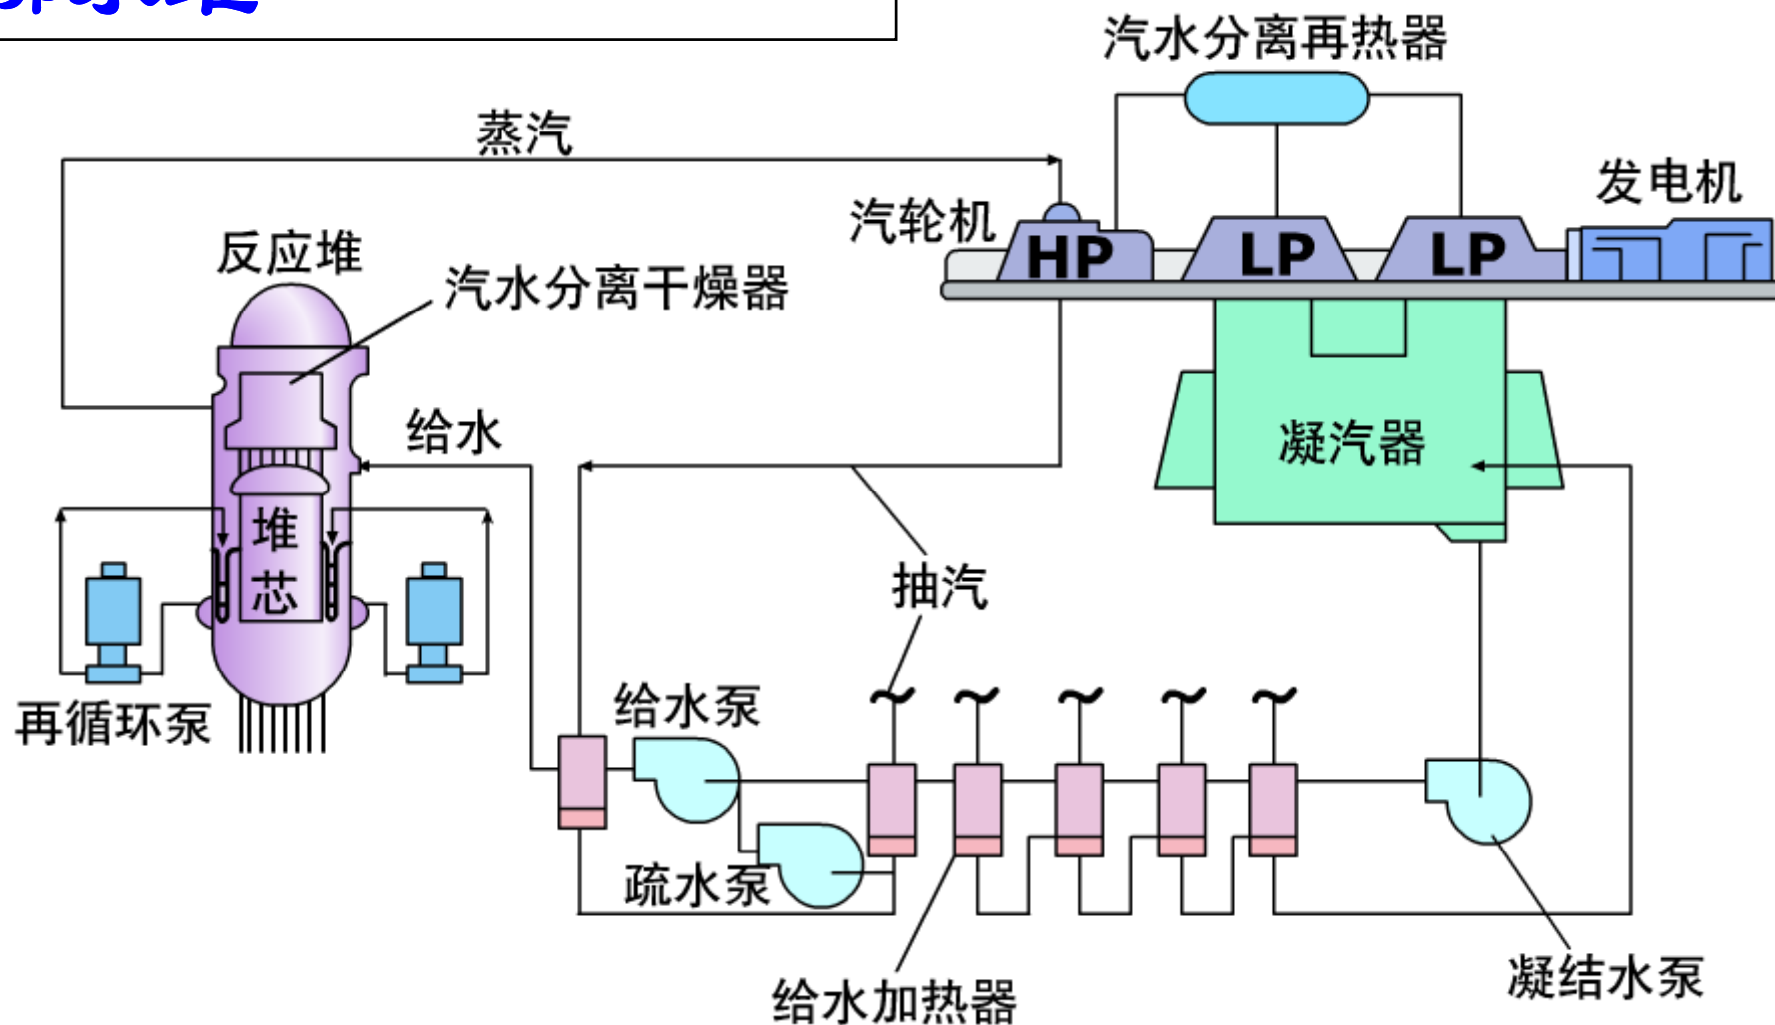 汽水分离再热器
蒸汽
发电机
汽轮机
反应堆
HP
LP
LP
汽水分离干燥器
给水
凝汽器
堆
芯
抽汽
给水泵
再循环泵
疏水泵
凝结水泵
给水加热器